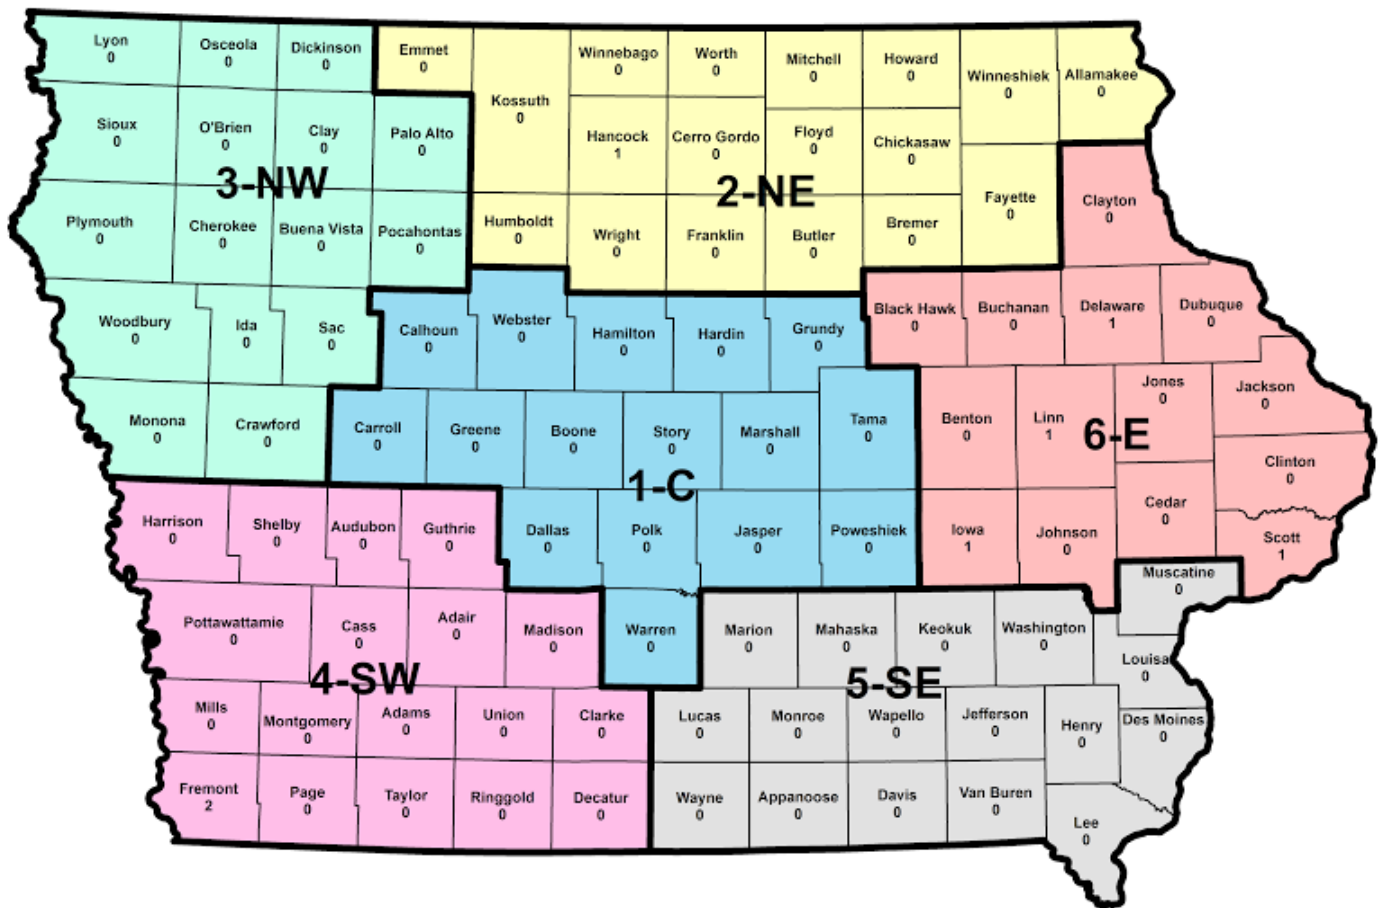 Lyon
0
Osceola
0
Dickinson
0
Emmet
0
Kossuth
0
Winnebago
0
Worth
0
Mitchell
0
Howard
0
Winneshiek
0
Allamakee
0
Sioux
0
O'Brien
0
Clay
0
Palo Alto
0
Hancock
1
Cerro Gordo
0
Floyd
0
Chickasaw
0
3-NW
2-NE
Fayette
0
Clayton
0
Plymouth
0
Cherokee
0
Buena Vista
0
Pocahontas
0
Humboldt
0
Wright
0
Franklin
0
Butler
0
Bremer
0
Woodbury
0
Ida
0
Sac
0
Calhoun
0
Webster
0
Hamilton
0
Hardin
0
Grundy
0
Black Hawk
0
Buchanan
0
Delaware
1
Dubuque
0
Monona
0
Crawford
0
Carroll
0
Greene
0
Boone
0
Story
0
Marshall
0
Tama
0
Benton
0
Linn
1
Jones
0
Jackson
0
6-E
1-C
Clinton
0
Cedar
0
Harrison
0
Shelby
0
Audubon
0
Guthrie
0
Dallas
0
Polk
0
Jasper
0
Poweshiek
0
Iowa
1
Johnson
0
Scott
1
Muscatine
0
Pottawattamie
0
Cass
0
Adair
0
Madison
0
Warren
0
Marion
0
Mahaska
0
Keokuk
0
Washington
0
Louisa
0
4-SW
5-SE
Mills
0
Montgomery
0
Adams
0
Union
0
Clarke
0
Lucas
0
Monroe
0
Wapello
0
Jefferson
0
Henry
0
Des Moines
0
Fremont
2
Page
0
Taylor
0
Ringgold
0
Decatur
0
Wayne
0
Appanoose
0
Davis
0
Van Buren
0
Lee
0